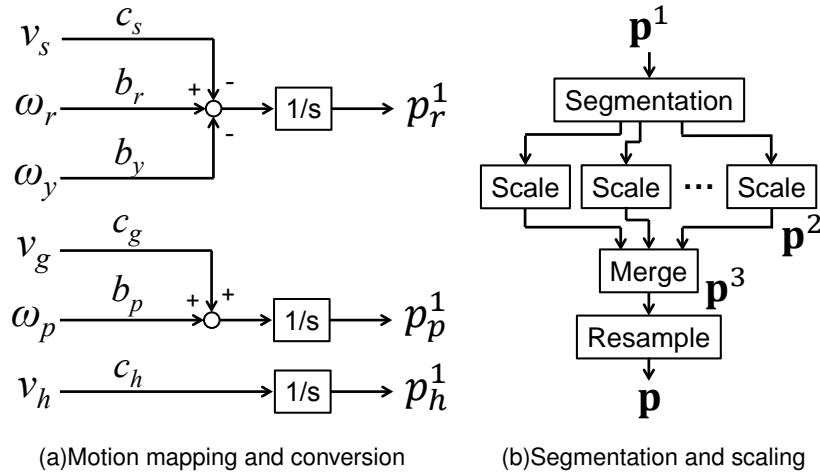 v_s c_s
-
ω_r b_r + 1/s p_r^1
-
ω_y b_y
v_g c_g
+
ω_p b_p + 1/s p_p^1
v_h c_h 1/s p_h^1
(a)Motion mapping and conversion
p^1
Segmentation
Scale Scale ... Scale
p^2
Merge
p^3
Resample
p
(b)Segmentation and scaling